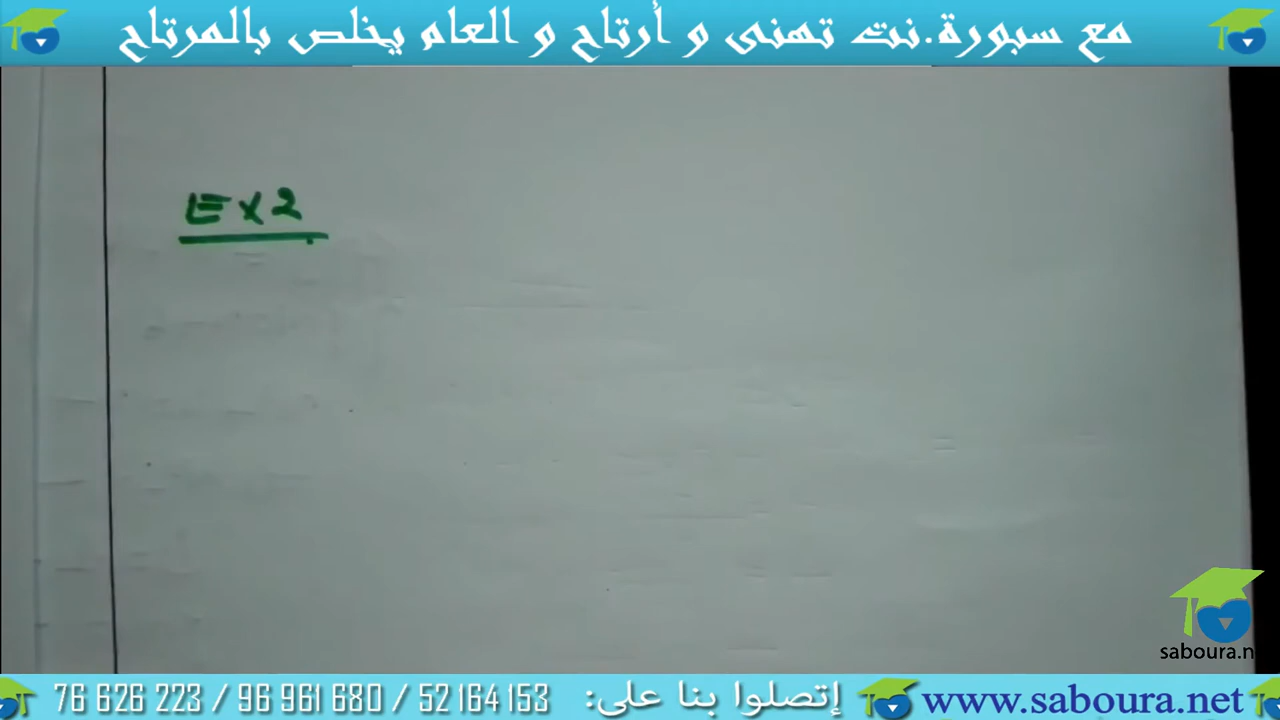 مع سبورة.نت تهنى و أرتاح و العام يخلص بالمرتاح
Ex2
saboura.n
76 626 223 / 96 961 680 / 52 164 153 إتصلوا بنا على:
www.saboura.net